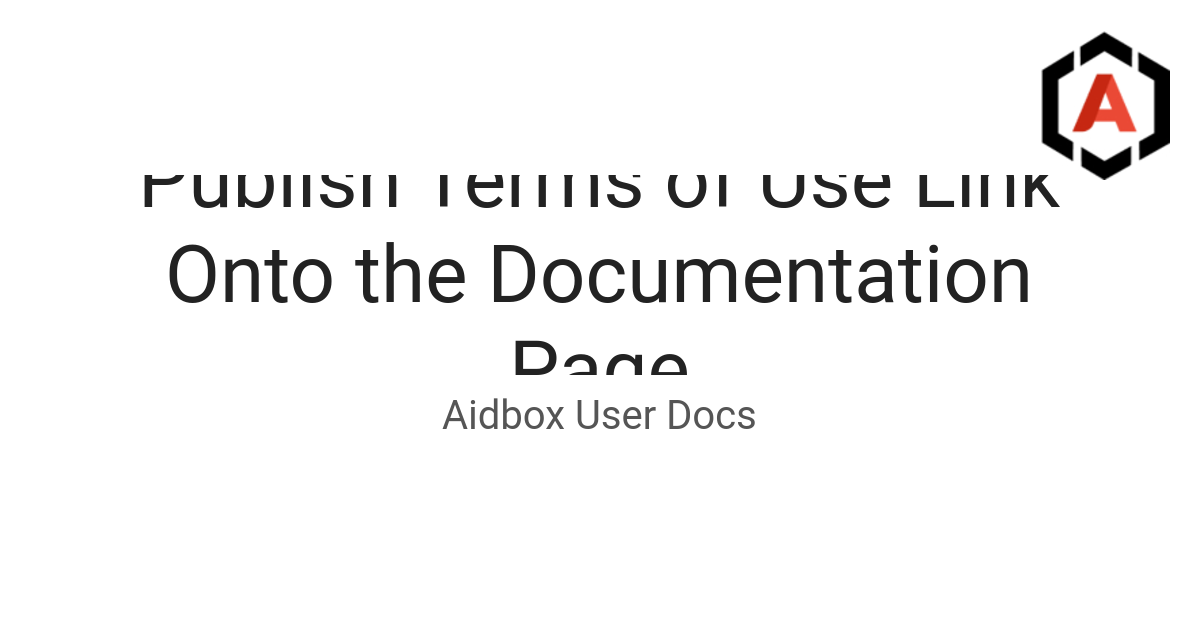 Publish Terms of Use Link
Onto the Documentation
Page
Aidbox User Docs